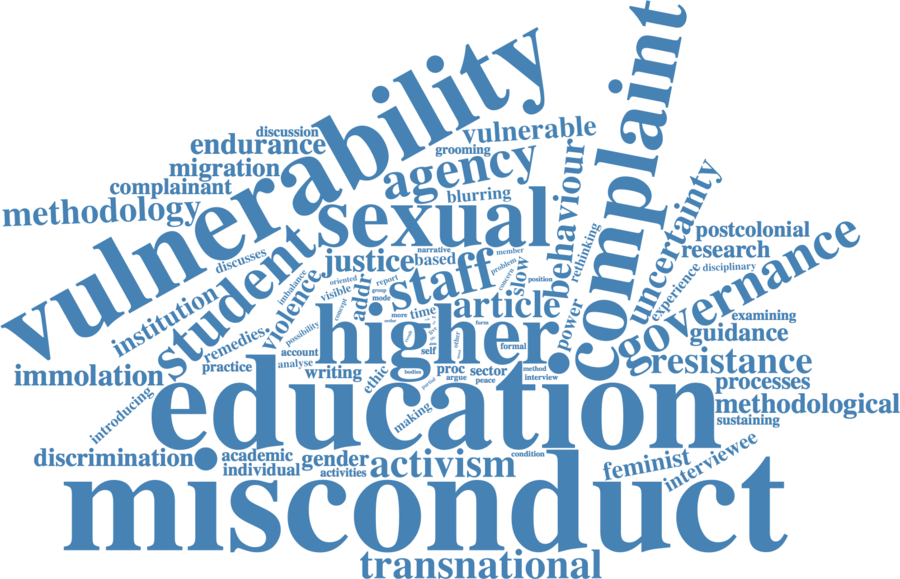 vulnerability
complaint
discussion
endurance
vulnerable
grooming
migration
agency
complainant
blurring
methodology
sexual
behaviour
uncertainty
student
discusses
justice
narrative
based
member
rethinking
postcolonial
research
governance
imbalance
oriented
report
staff
problem
concern
slow
position
experience
disciplinary
institution
violence
visible
group
mode
addit
article
concept
more
time
form
power
examining
guidance
remedies
possibility
higher
other
self
formal
account
analyse
practice
resistance
immolation
writing
ethic
bodies
proc
argue
sector
peace
method
interview
processes
education
methodological
introducing
making
sustaining
condition
discrimination
academic
individual
gender
activities
activism
feminist
interviewee
misconduct
transnational